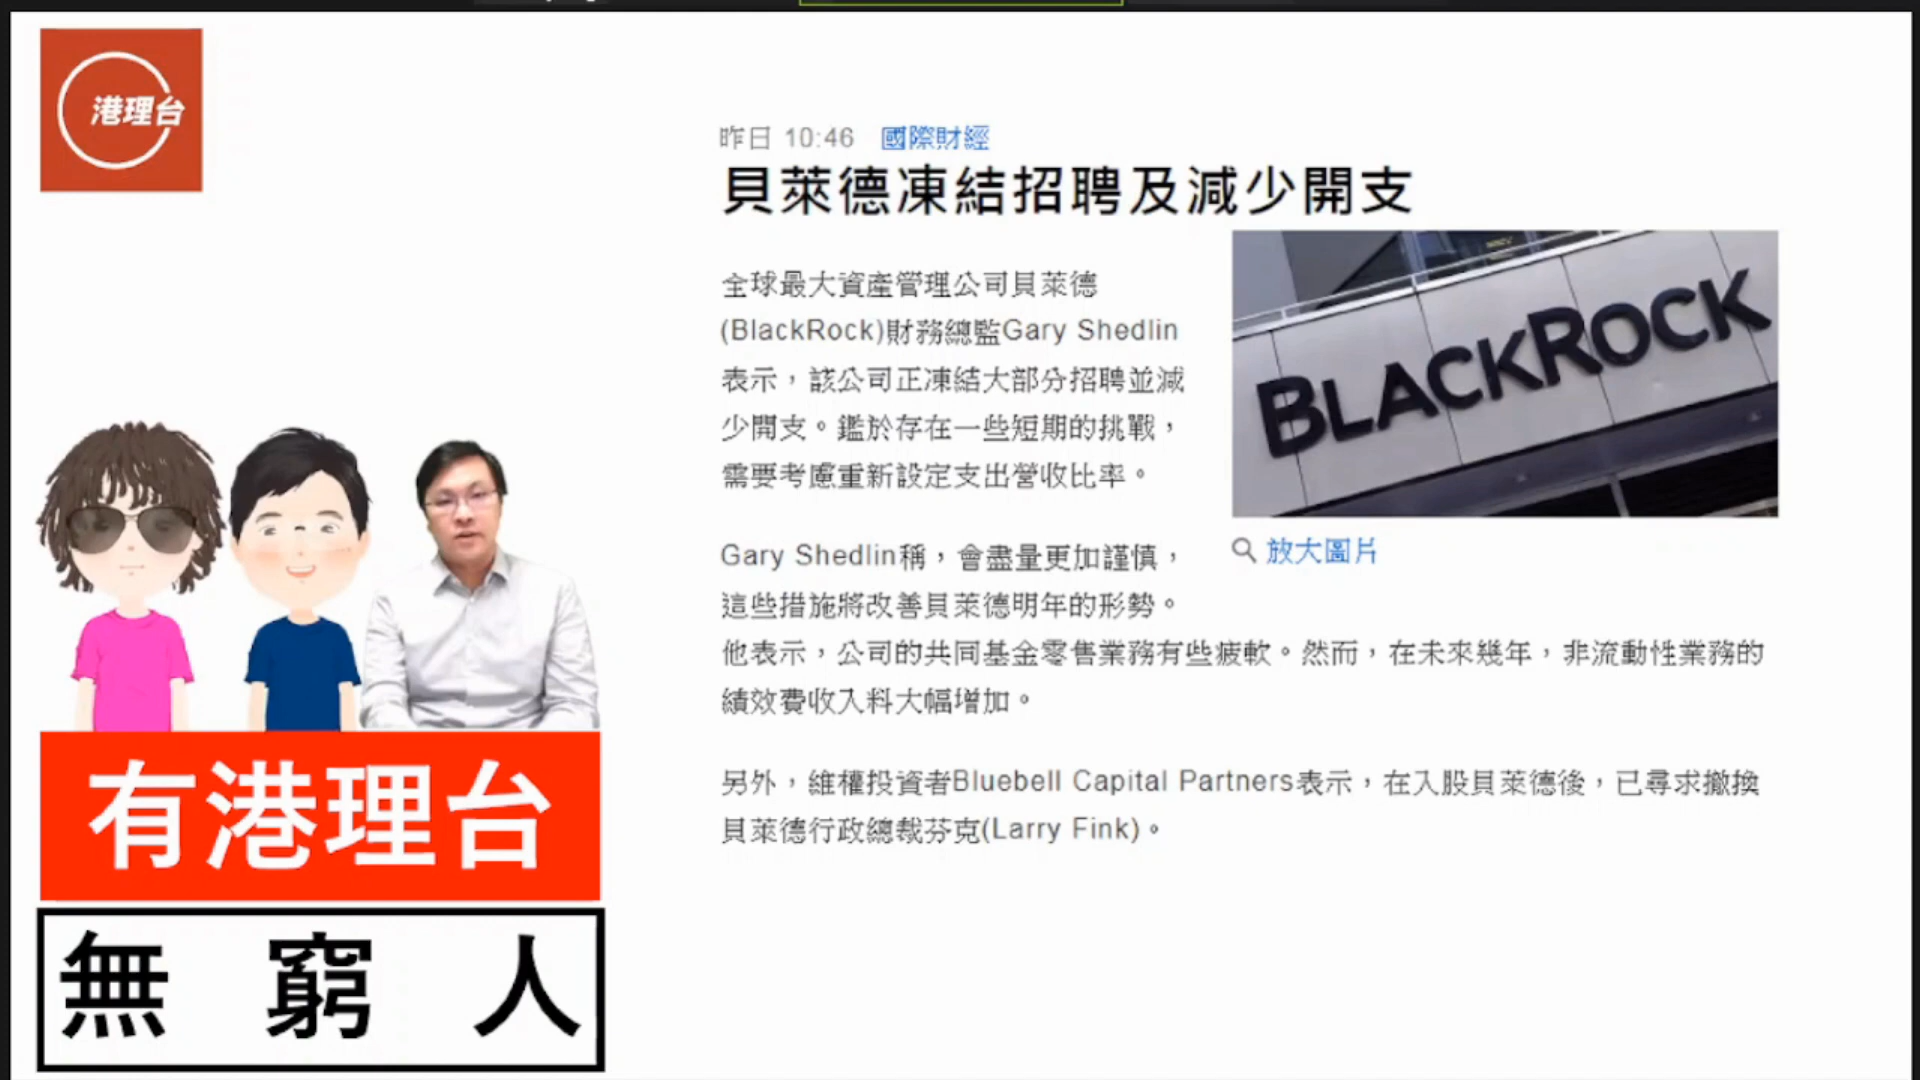 港理台
昨日 10:46 國際財經
貝萊德凍結招聘及減少開支
全球最大資產管理公司貝萊德
(BlackRock)財務總監Gary Shedlin
表示，該公司正凍結大部分招聘並減
少開支。鑑於存在一些短期的挑戰，
需要考慮重新設定支出營收比率。
BLACKROCK
放大圖片
Gary Shedlin稱，會盡量更加謹慎，
這些措施將改善貝萊德明年的形勢。
他表示，公司的共同基金零售業務有些疲軟。然而，在未來幾年，非流動性業務的
績效費收入料大幅增加。
另外，維權投資者Bluebell Capital Partners表示，在入股貝萊德後，已尋求撤換
貝萊德行政總裁芬克(Larry Fink)。
有港理台
無窮人